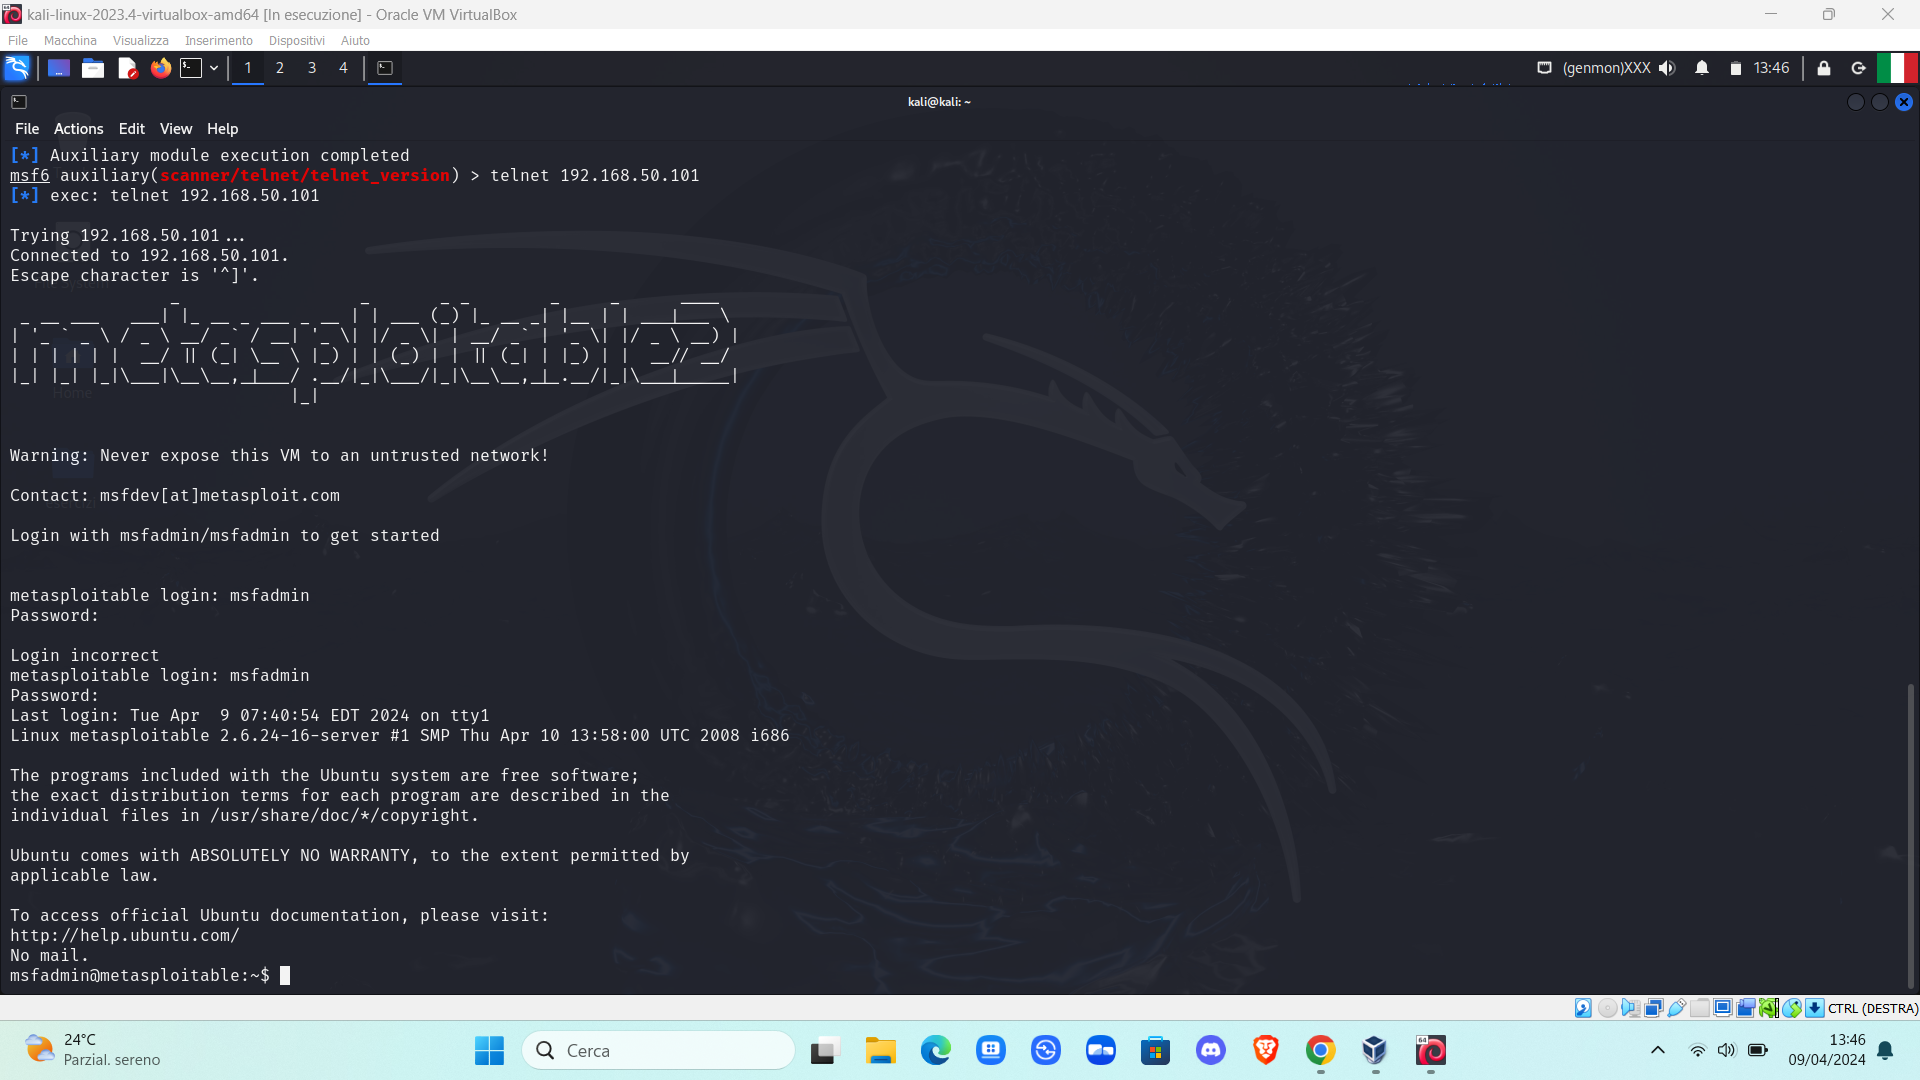 kali-linux-2023.4-virtualbox-amd64 [In esecuzione] - Oracle VM VirtualBox
File Macchina Visualizza Inserimento Dispositivi Aiuto
1 2 3 4 (genmon)XXX 13:46
kali@kali: ~
File Actions Edit View Help
[*] Auxiliary module execution completed
msf6 auxiliary(scanner/telnet/telnet_version) > telnet 192.168.50.101
[*] exec: telnet 192.168.50.101
Trying 192.168.50.101...
Connected to 192.168.50.101.
Escape character is '^]'.
metasploitable2
Home
Warning: Never expose this VM to an untrusted network!
Contact: msfdev[at]metasploit.com
Login with msfadmin/msfadmin to get started
metasploitable login: msfadmin
Password:
Login incorrect
metasploitable login: msfadmin
Password:
Last login: Tue Apr  9 07:40:54 EDT 2024 on tty1
Linux metasploitable 2.6.24-16-server #1 SMP Thu Apr 10 13:58:00 UTC 2008 i686
The programs included with the Ubuntu system are free software;
the exact distribution terms for each program are described in the
individual files in /usr/share/doc/*/copyright.
Ubuntu comes with ABSOLUTELY NO WARRANTY, to the extent permitted by
applicable law.
To access official Ubuntu documentation, please visit:
http://help.ubuntu.com/
No mail.
msfadmin@metasploitable:~$
CTRL (DESTRA)
24°C
Parzial. sereno
Cerca
64
13:46
09/04/2024